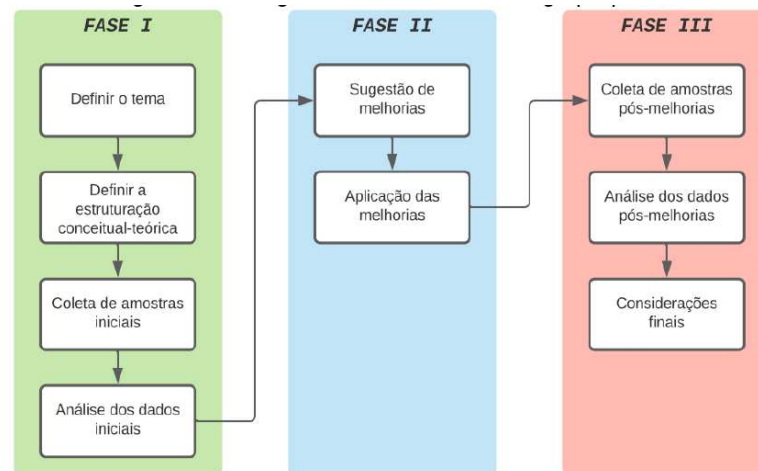 FASE I
Definir o tema
Definir a
estruturação
conceitual-teórica
Coleta de amostras
iniciais
Análise dos dados
iniciais
FASE II
Sugestão de
melhorias
Aplicação das
melhorias
FASE III
Coleta de amostras
pós-melhorias
Análise dos dados
pós-melhorias
Considerações
finais